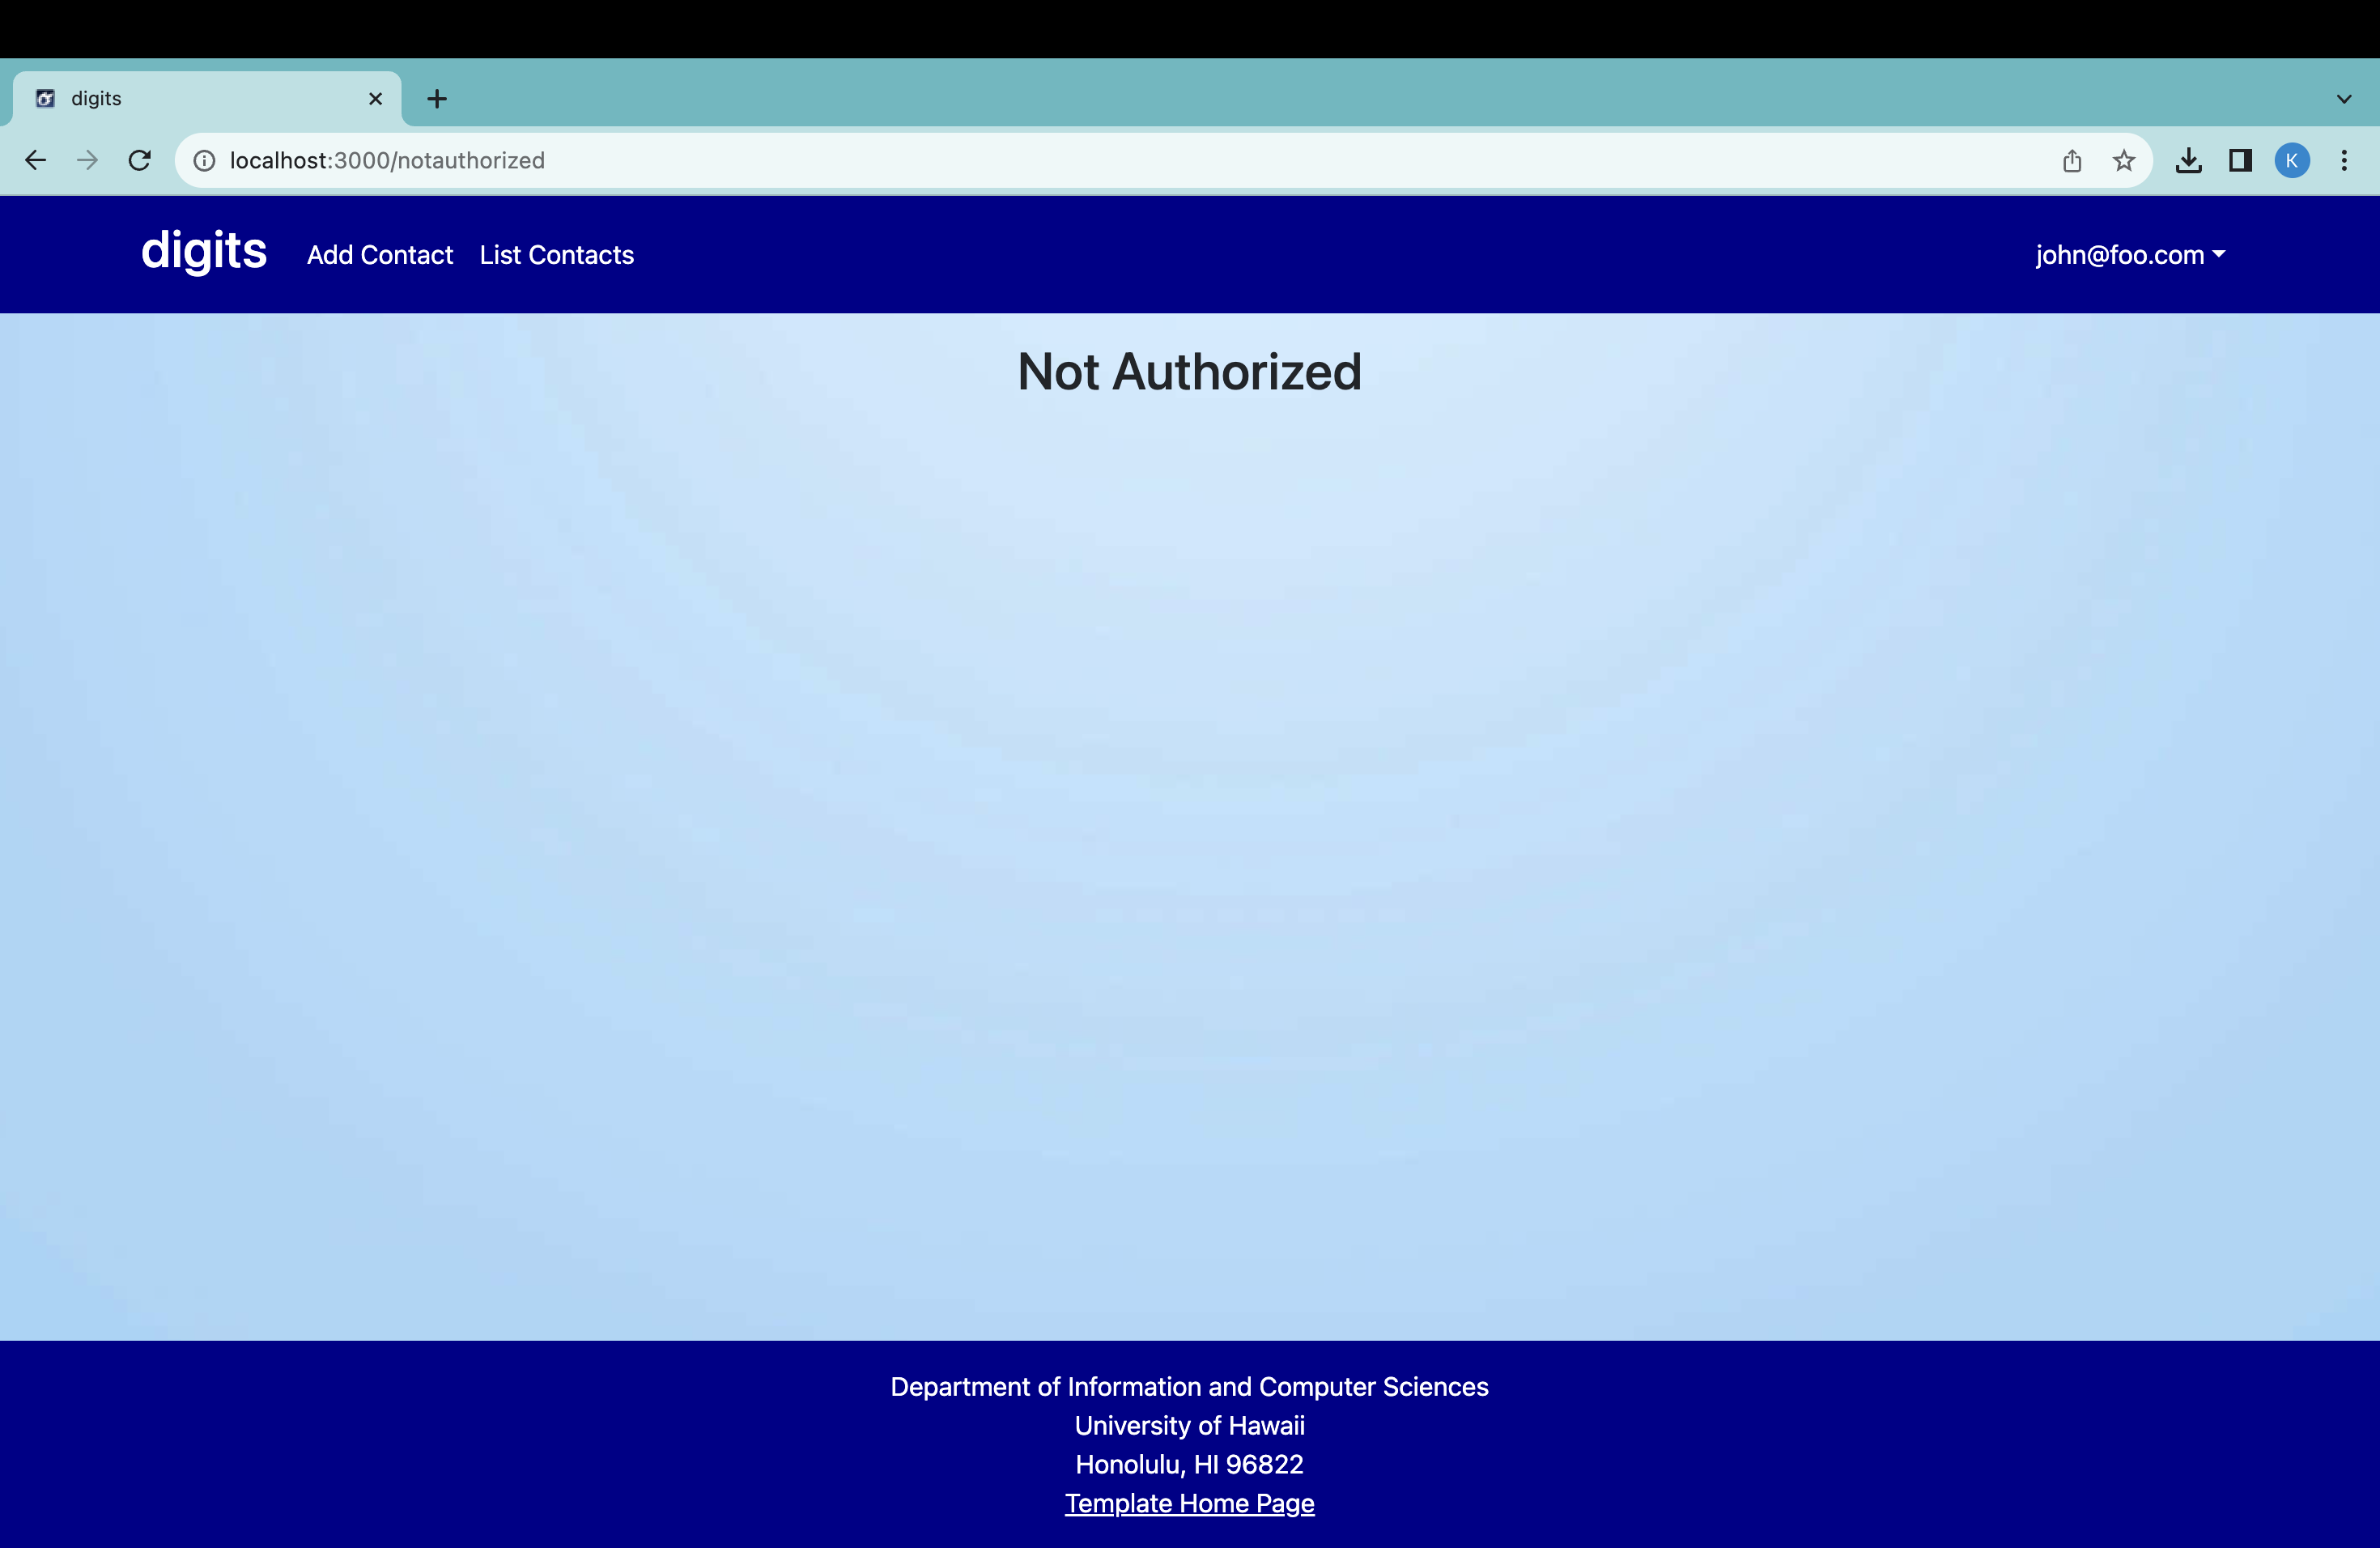 digits
localhost:3000/notauthorized
K
digits Add Contact List Contacts john@foo.com
Not Authorized
Department of Information and Computer Sciences
University of Hawaii
Honolulu, HI 96822
Template Home Page